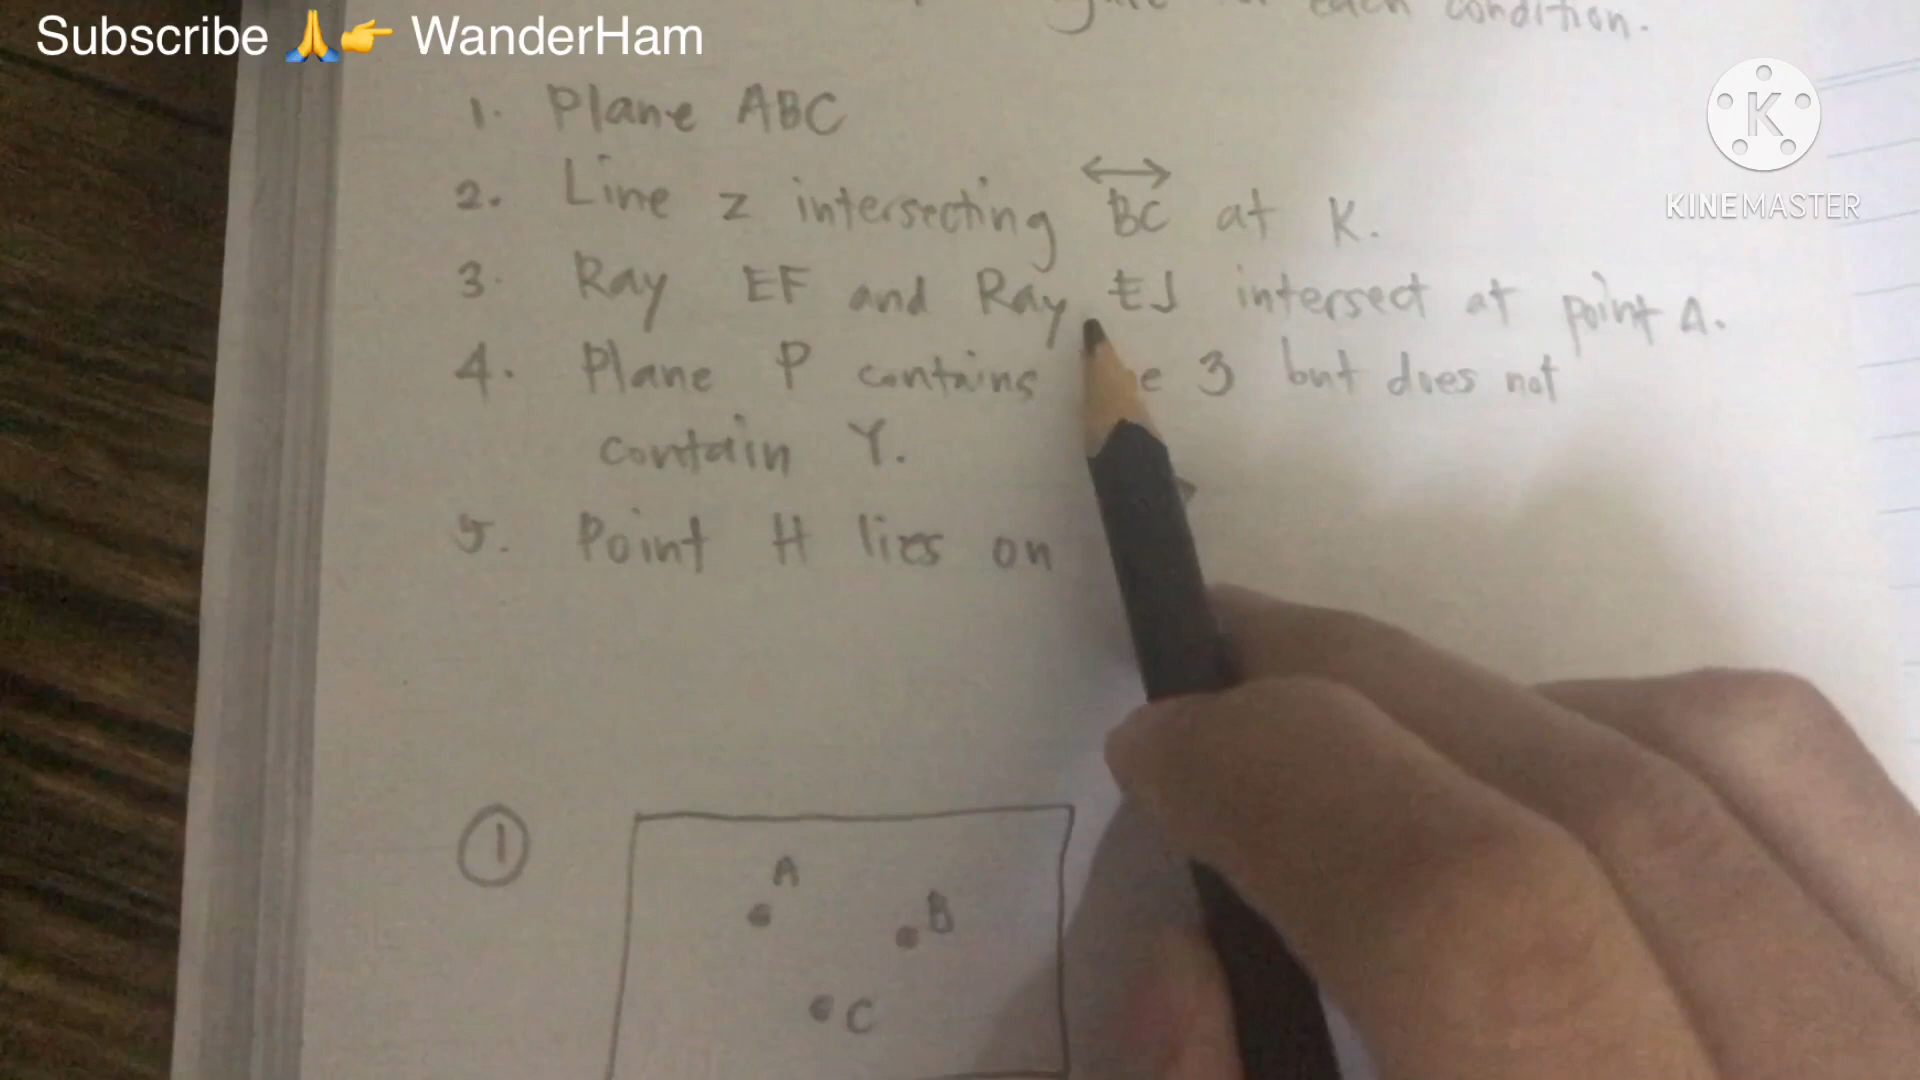 Subscribe 🙏👉 WanderHam
each condition.
1. Plane ABC
2. Line z intersecting BC at K.
3. Ray EF and Ray EJ intersect at point A.
4. Plane P contains 3 but does not
contain Y.
5. Point H lies on
K
KINEMASTER
1
A
B
C